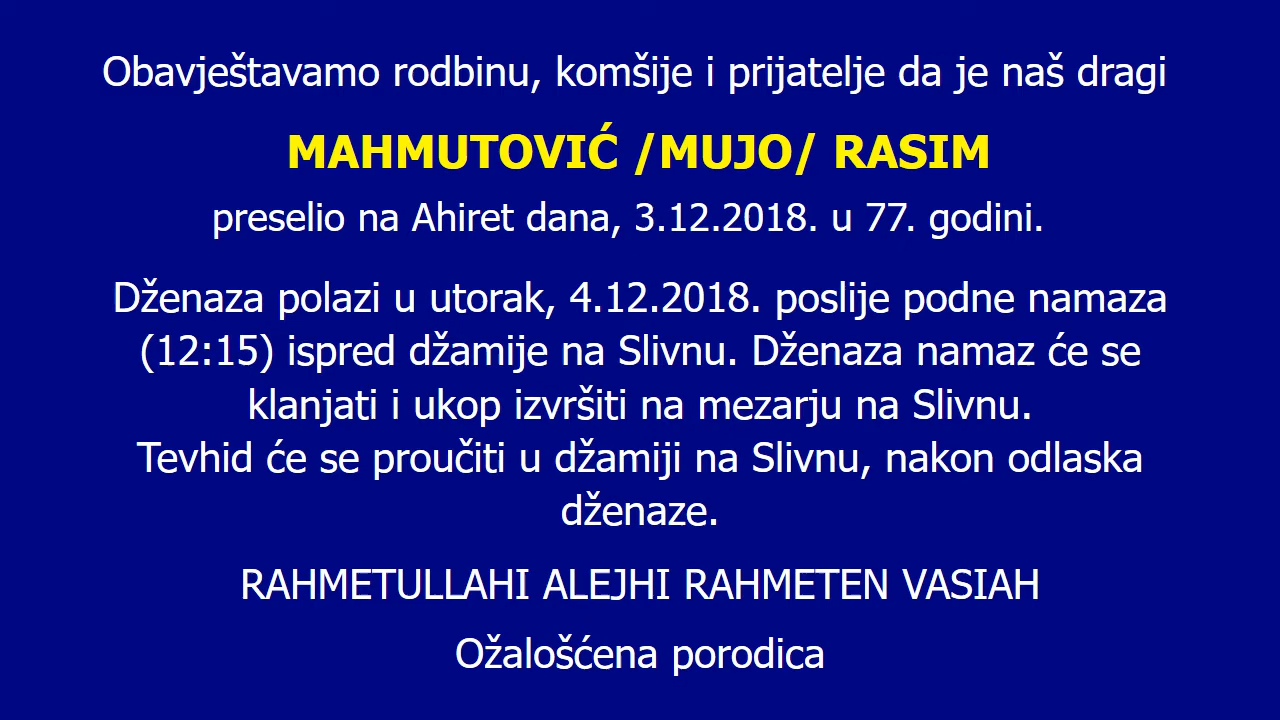 Obavještavamo rodbinu, komšije i prijatelje da je naš dragi
MAHMUTOVIĆ /MUJO/ RASIM
preselio na Ahiret dana, 3.12.2018. u 77. godini.
Dženaza polazi u utorak, 4.12.2018. poslije podne namaza
(12:15) ispred džamije na Slivnu. Dženaza namaz će se
klanjati i ukop izvršiti na mezarju na Slivnu.
Tevhid će se proučiti u džamiji na Slivnu, nakon odlaska
dženaze.
RAHMETULLAHI ALEJHI RAHMETEN VASIAH
Ožalošćena porodica